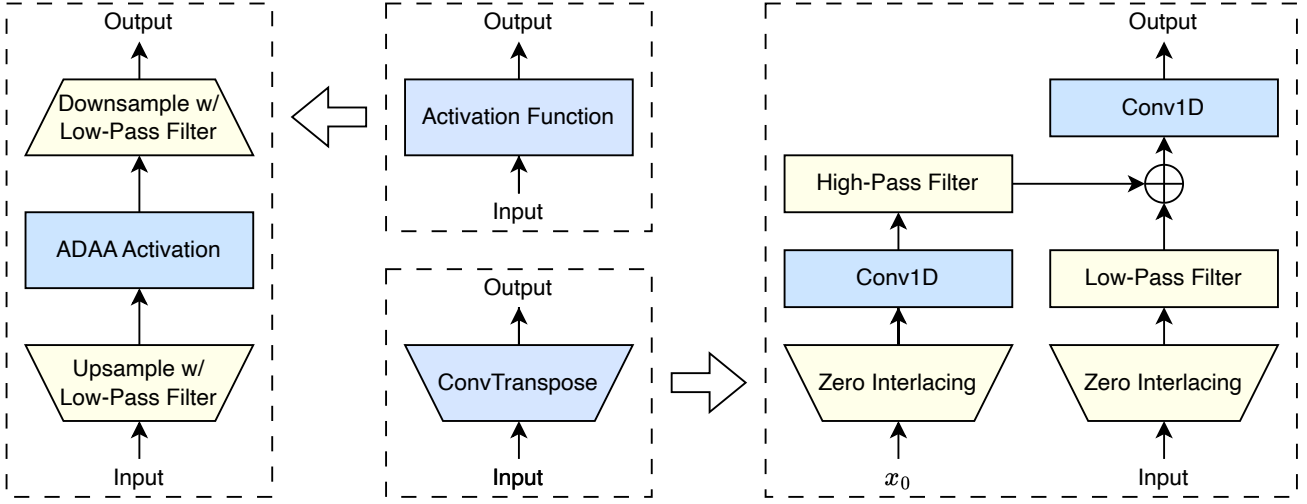 Output
Downsample w/
Low-Pass Filter
ADAA Activation
Upsample w/
Low-Pass Filter
Input
Output
Activation Function
Input
Output
ConvTranspose
Input
Output
Conv1D
High-Pass Filter
Conv1D
Low-Pass Filter
Zero Interlacing
Zero Interlacing
x₀
Input